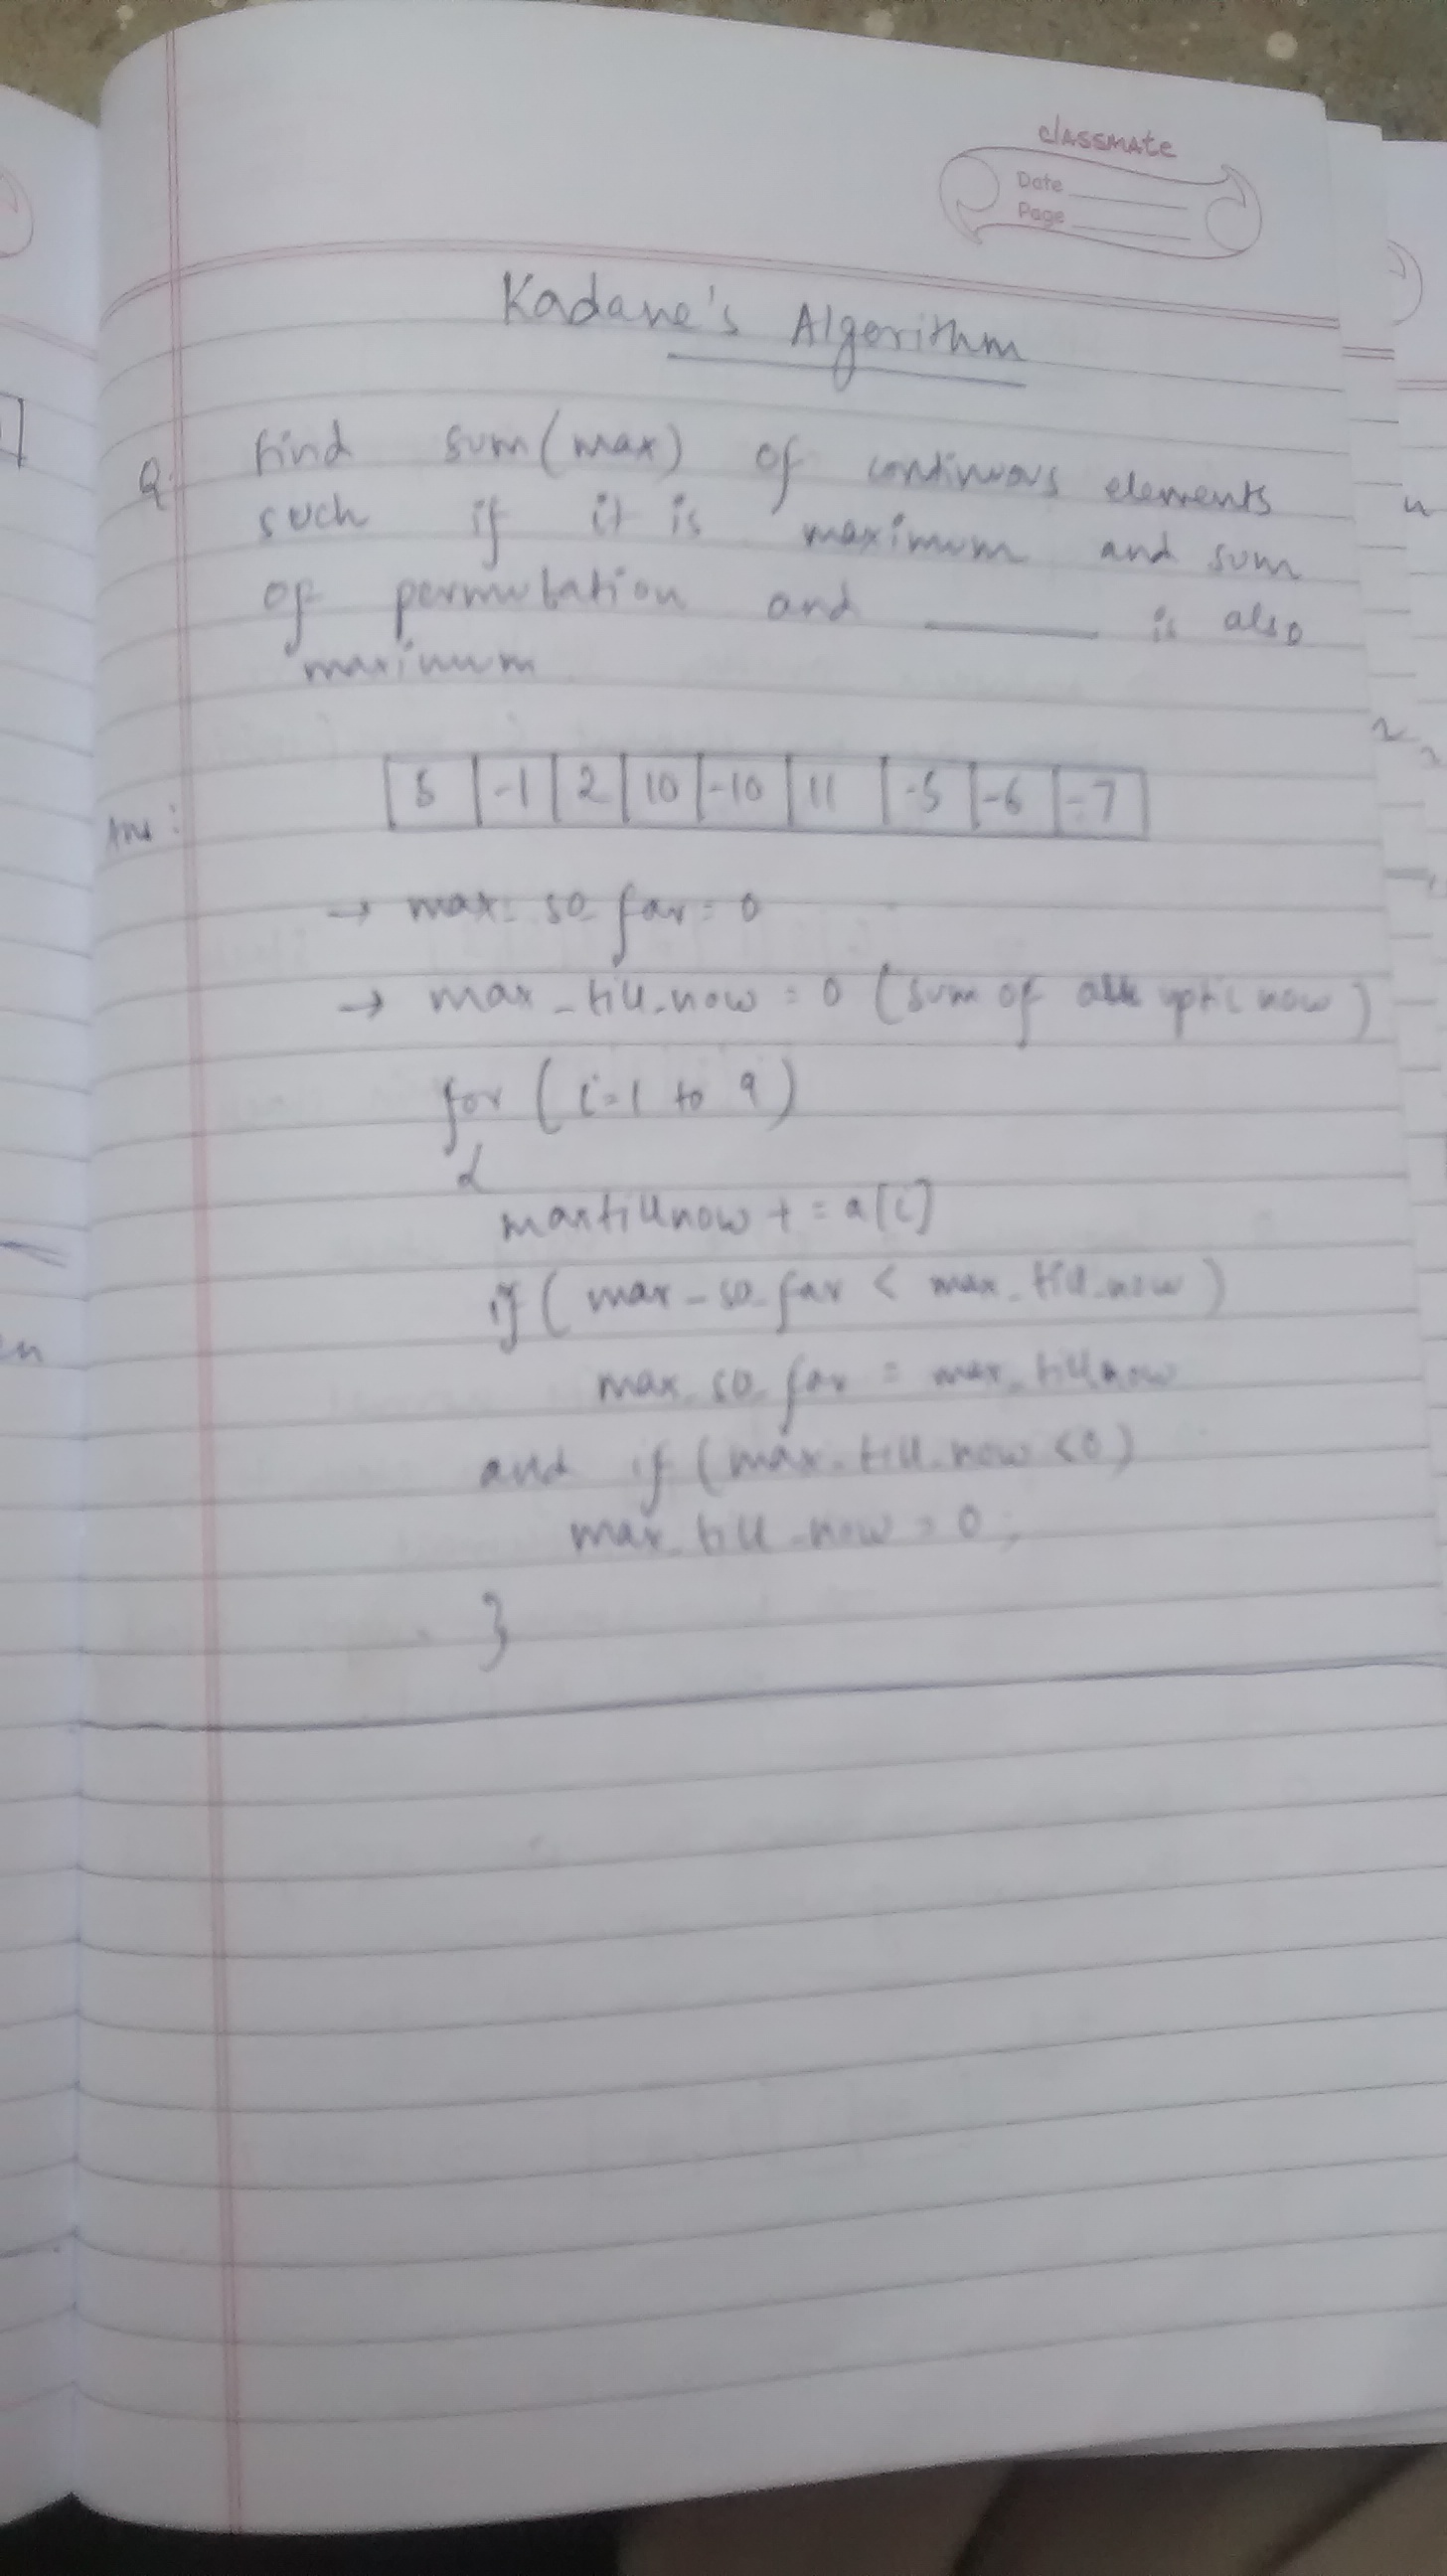 classmate
Date
Page
Kadane's Algorithm
Q. find sum(max) of continuous elements
such if it is maximum and sum
of permutation and ______ is also
maximum
Ans: 5 -1 2 10 -10 11 -5 -6 -7
→ max_so_far = 0
→ max_till_now = 0 (sum of upti now)
for (i=1 to 9)
{
maxtillnow += a[i]
if ( max_so_far < max_till_now )
max_so_far = max_till_now
and if (max_till_now <0)
max_till_now = 0;
}